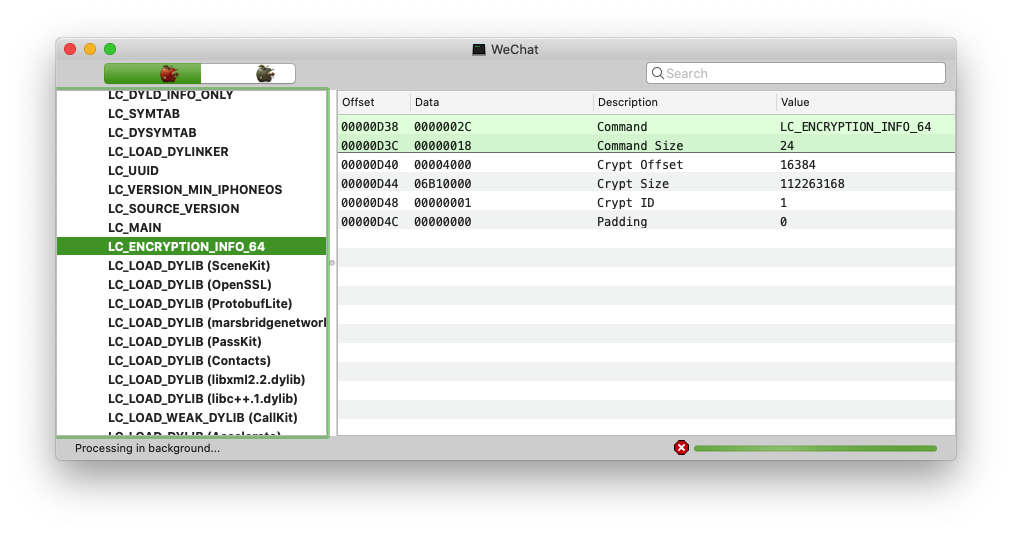 WeChat
Search
LC_DYLD_INFO_ONLY
LC_SYMTAB
LC_DYSYMTAB
LC_LOAD_DYLINKER
LC_UUID
LC_VERSION_MIN_IPHONEOS
LC_SOURCE_VERSION
LC_MAIN
LC_ENCRYPTION_INFO_64
LC_LOAD_DYLIB (SceneKit)
LC_LOAD_DYLIB (OpenSSL)
LC_LOAD_DYLIB (ProtobufLite)
LC_LOAD_DYLIB (marsbridgenetwork
LC_LOAD_DYLIB (PassKit)
LC_LOAD_DYLIB (Contacts)
LC_LOAD_DYLIB (libxml2.2.dylib)
LC_LOAD_DYLIB (libc++.1.dylib)
LC_LOAD_WEAK_DYLIB (CallKit)
LC_LOAD_DYLIB (Accelerate)
Offset Data Description Value
00000D38 0000002C Command LC_ENCRYPTION_INFO_64
00000D3C 00000018 Command Size 24
00000D40 00004000 Crypt Offset 16384
00000D44 06B10000 Crypt Size 112263168
00000D48 00000001 Crypt ID 1
00000D4C 00000000 Padding 0
Processing in background...